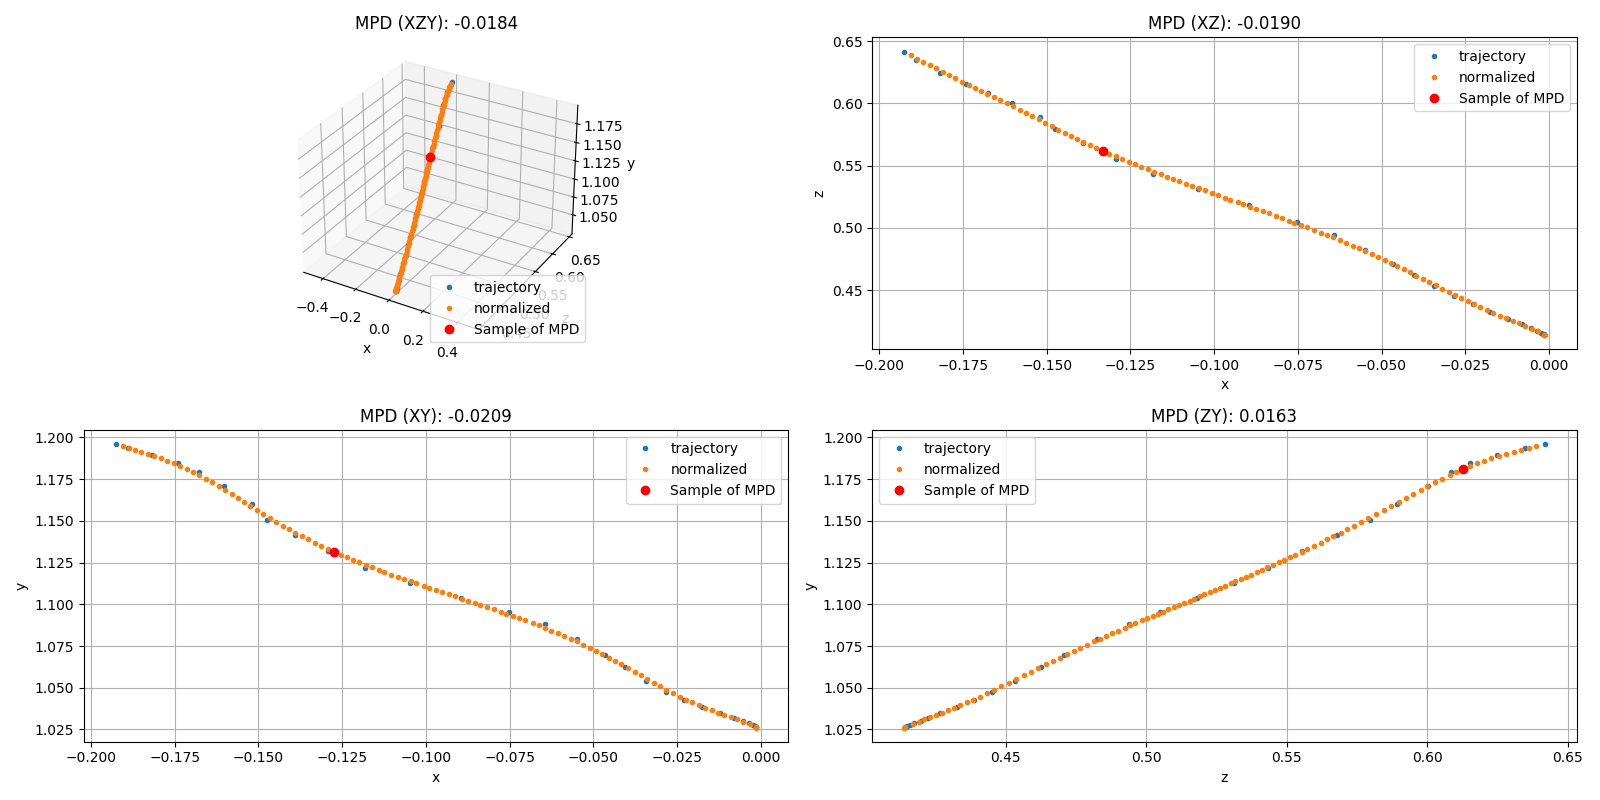 MPD (XZY): -0.0184
1.175
1.150
1.125
1.100
1.075
1.050
y
0.65
0.60
0.55
0.50
0.45
z
−0.4
−0.2
0.0
0.2
0.4
x
trajectory
normalized
Sample of MPD
MPD (XZ): -0.0190
0.65
0.60
0.55
0.50
0.45
z
−0.200
−0.175
−0.150
−0.125
−0.100
−0.075
−0.050
−0.025
0.000
x
trajectory
normalized
Sample of MPD
MPD (XY): -0.0209
1.200
1.175
1.150
1.125
1.100
1.075
1.050
1.025
y
−0.200
−0.175
−0.150
−0.125
−0.100
−0.075
−0.050
−0.025
0.000
x
trajectory
normalized
Sample of MPD
MPD (ZY): 0.0163
1.200
1.175
1.150
1.125
1.100
1.075
1.050
1.025
y
0.45
0.50
0.55
0.60
0.65
z
trajectory
normalized
Sample of MPD